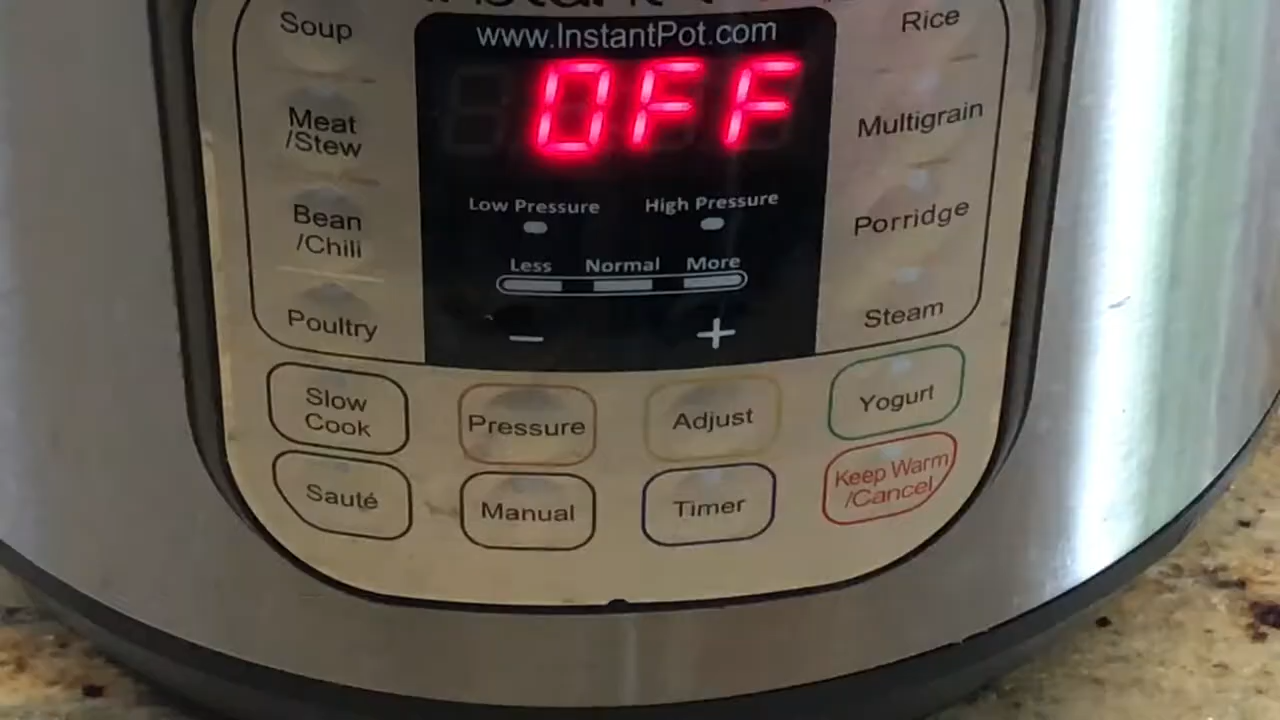 Instant
www.InstantPot.com
OFF
Low Pressure
High Pressure
Less Normal More
− +
Soup
Meat
/Stew
Bean
/Chili
Poultry
Rice
Multigrain
Porridge
Steam
Slow
Cook
Pressure
Adjust
Yogurt
Sauté
Manual
Timer
Keep Warm
/Cancel